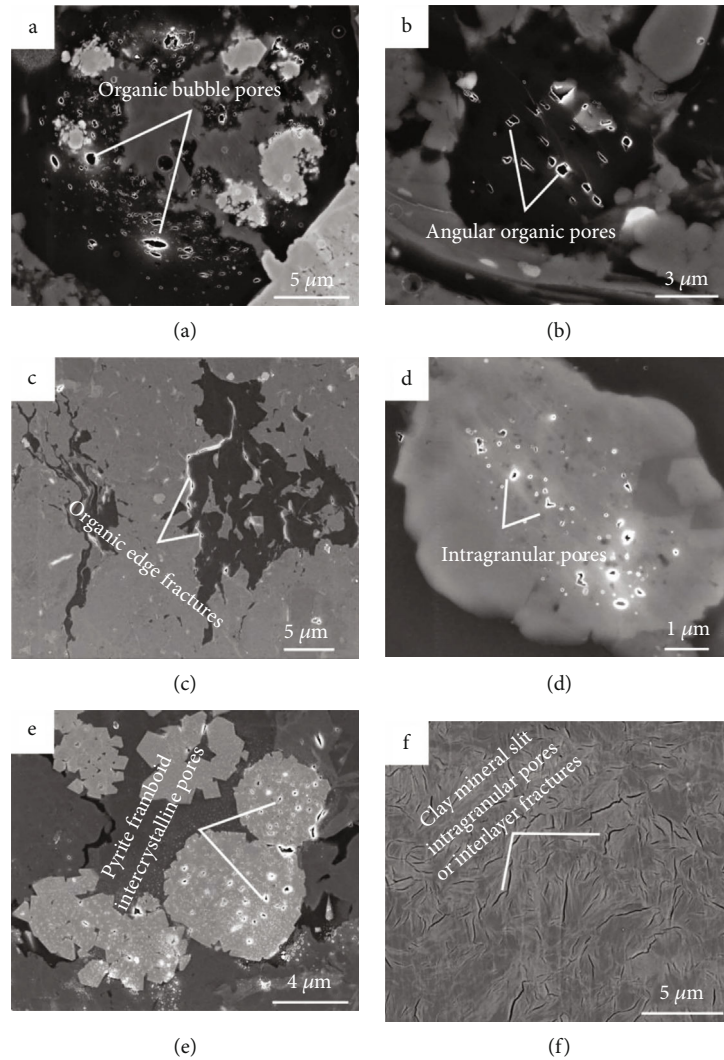 a
Organic bubble pores
5 μm
(a)
b
Angular organic pores
3 μm
(b)
c
Organic edge fractures
5 μm
(c)
d
Intragranular pores
1 μm
(d)
e
Pyrite framboid
intercrystalline pores
4 μm
(e)
f
Clay mineral slit
intragranular pores
or interlayer fractures
5 μm
(f)